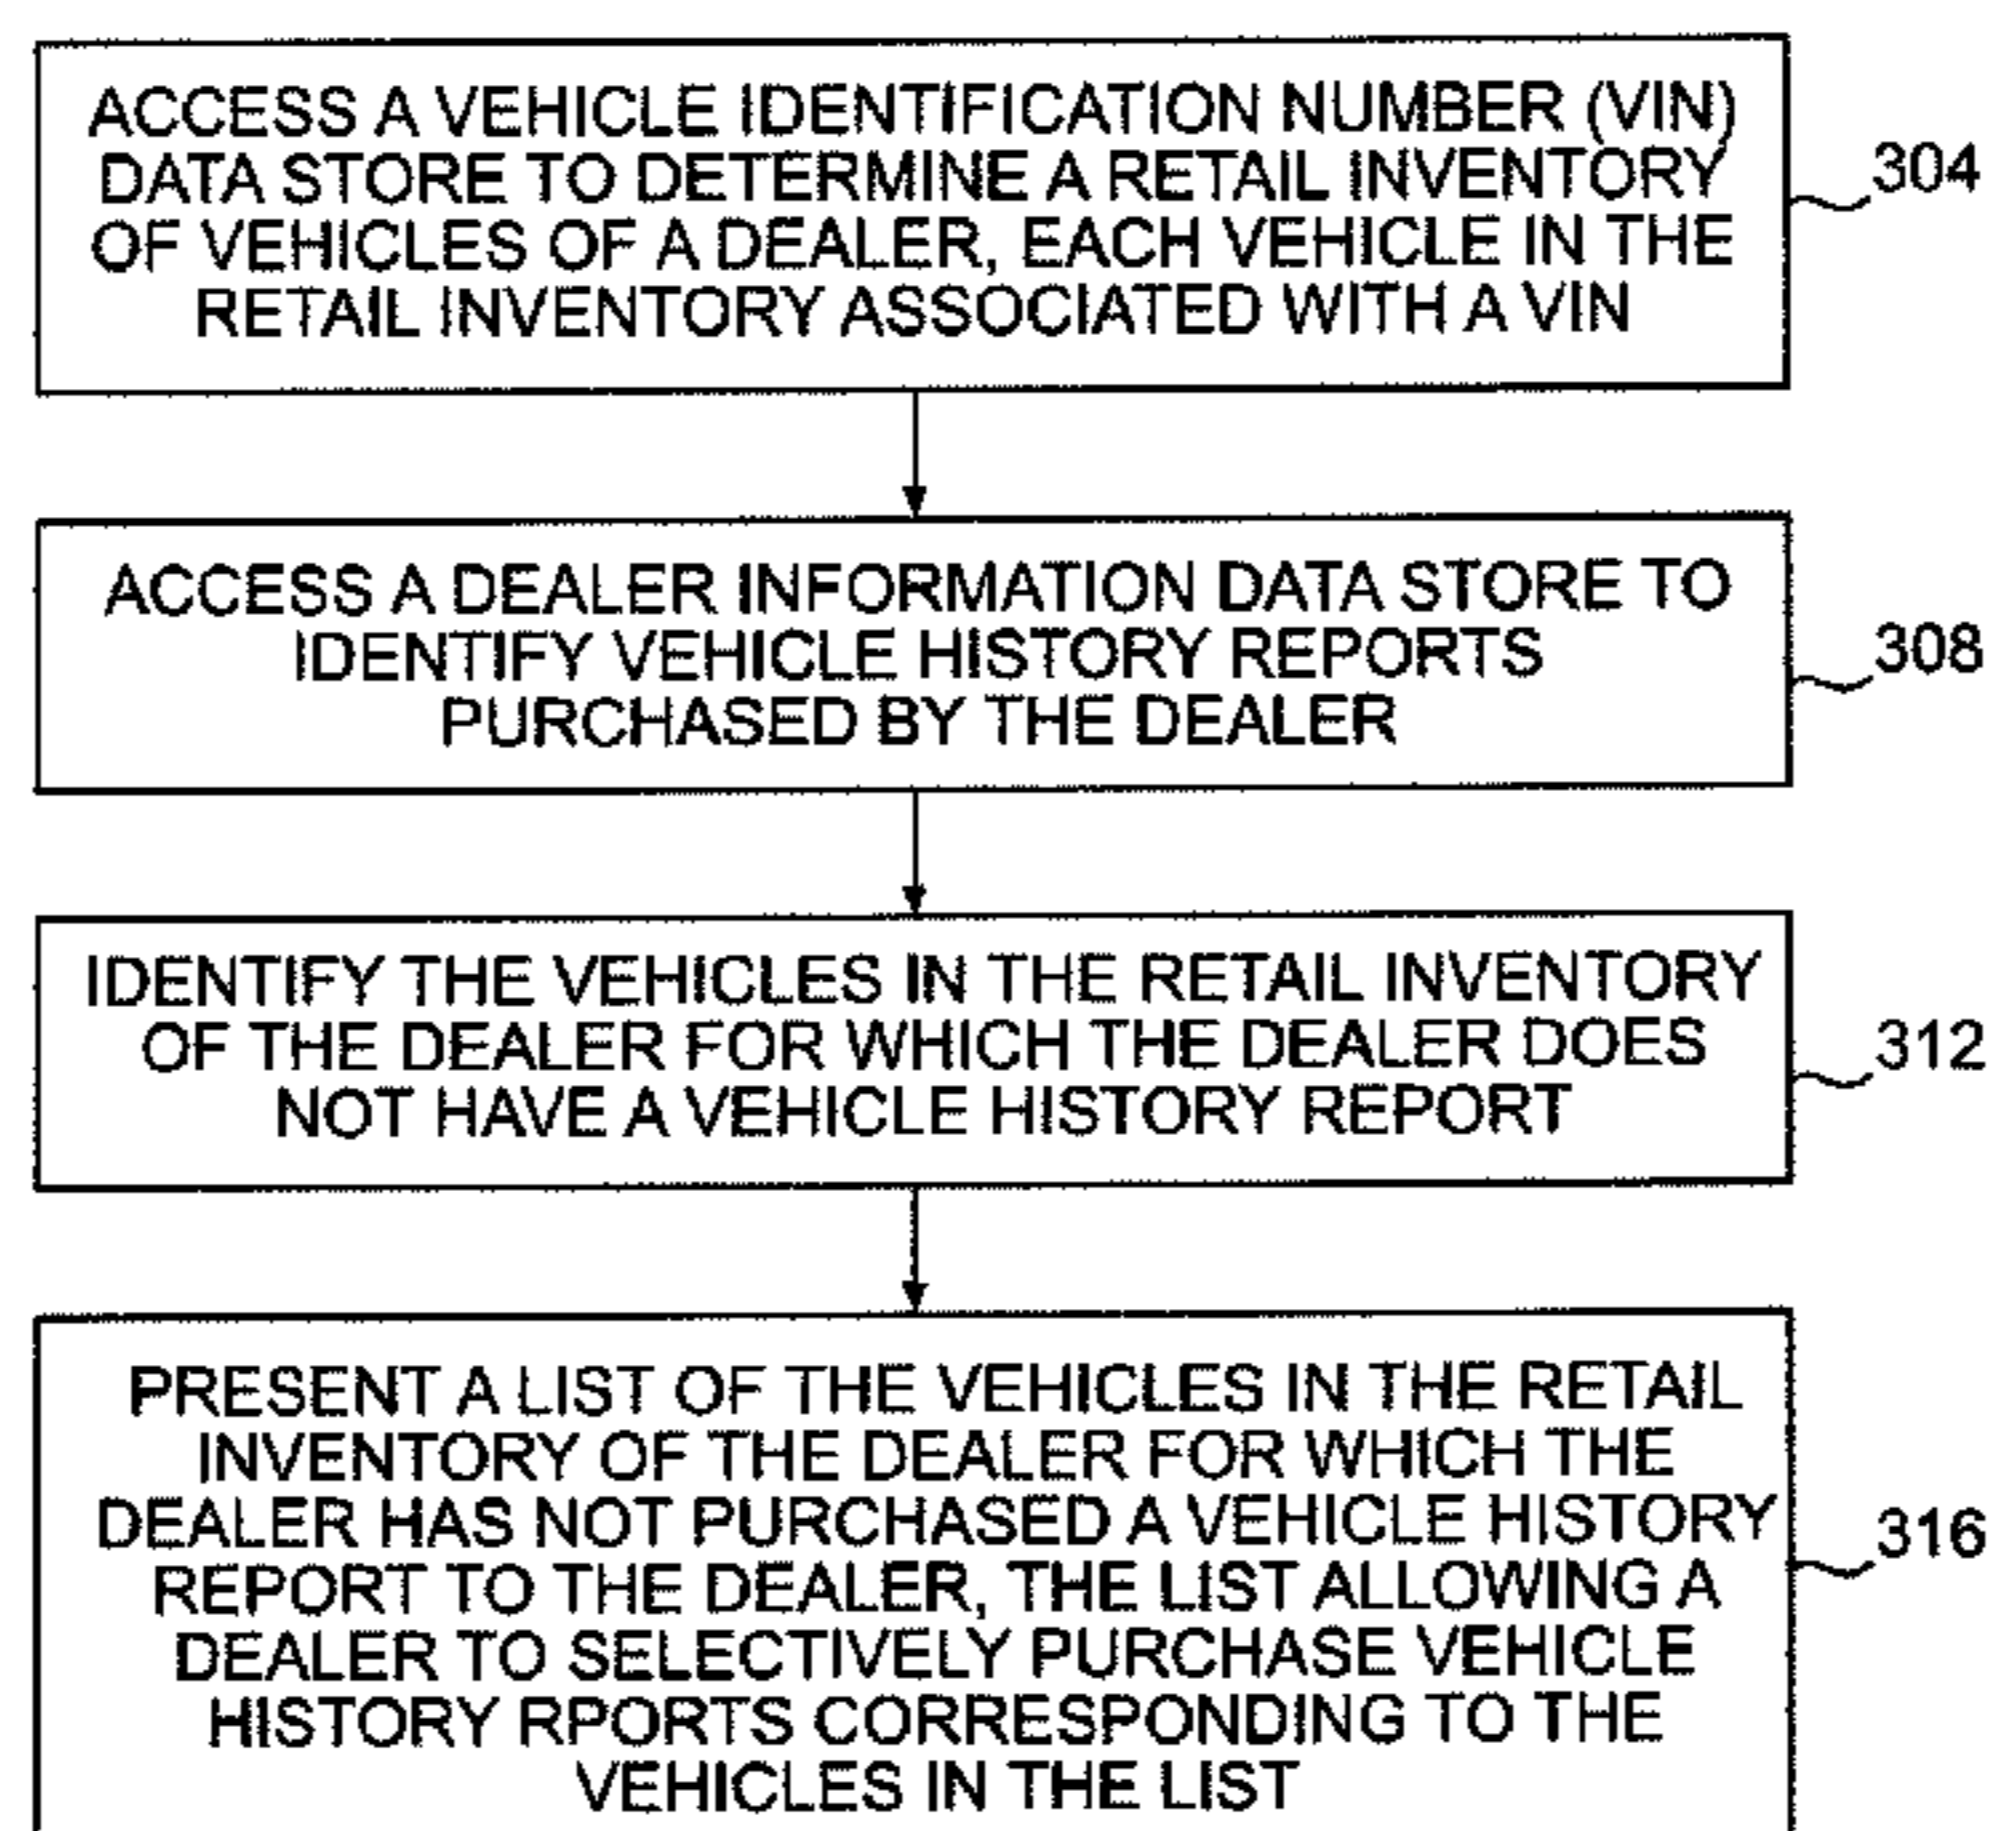 ACCESS A VEHICLE IDENTIFICATION NUMBER (VIN)
DATA STORE TO DETERMINE A RETAIL INVENTORY
OF VEHICLES OF A DEALER, EACH VEHICLE IN THE
RETAIL INVENTORY ASSOCIATED WITH A VIN
304
ACCESS A DEALER INFORMATION DATA STORE TO
IDENTIFY VEHICLE HISTORY REPORTS
PURCHASED BY THE DEALER
308
IDENTIFY THE VEHICLES IN THE RETAIL INVENTORY
OF THE DEALER FOR WHICH THE DEALER DOES
NOT HAVE A VEHICLE HISTORY REPORT
312
PRESENT A LIST OF THE VEHICLES IN THE RETAIL
INVENTORY OF THE DEALER FOR WHICH THE
DEALER HAS NOT PURCHASED A VEHICLE HISTORY
REPORT TO THE DEALER, THE LIST ALLOWING A
DEALER TO SELECTIVELY PURCHASE VEHICLE
HISTORY RPORTS CORRESPONDING TO THE
VEHICLES IN THE LIST
316